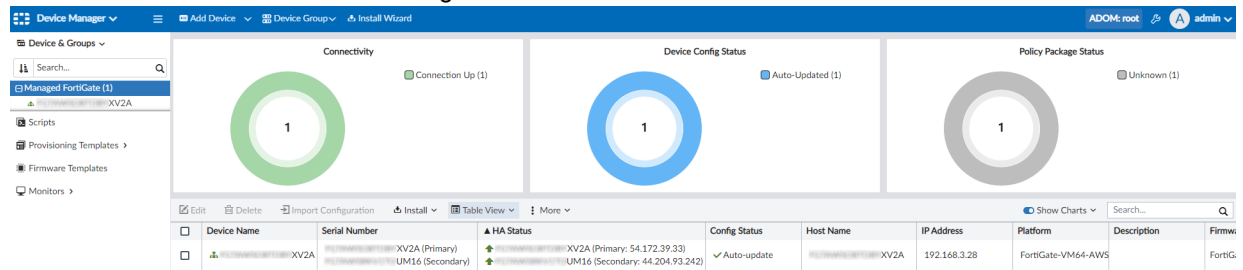 Device Manager
Add Device
Device Group
Install Wizard
ADOM: root
A
admin
Device & Groups
Search...
Managed FortiGate (1)
XV2A
Scripts
Provisioning Templates
Firmware Templates
Monitors
Connectivity
Connection Up (1)
1
Device Config Status
Auto-Updated (1)
1
Policy Package Status
Unknown (1)
1
Edit
Delete
Import Configuration
Install
Table View
More
Show Charts
Search...
Device Name
Serial Number
HA Status
Config Status
Host Name
IP Address
Platform
Description
XV2A
XV2A (Primary)
UM16 (Secondary)
XV2A (Primary: 54.172.39.33)
UM16 (Secondary: 44.204.93.242)
Auto-update
XV2A
192.168.3.28
FortiGate-VM64-AWS